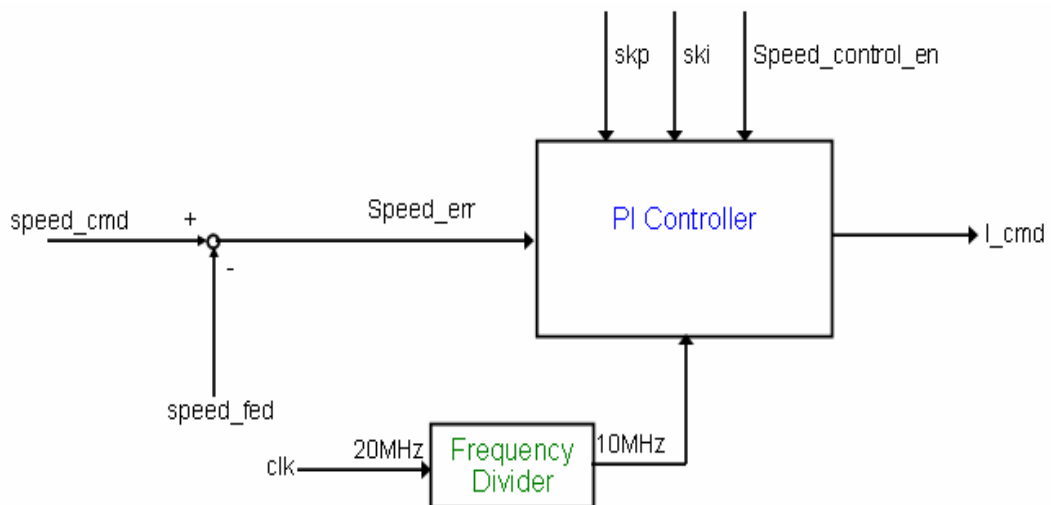 skp
ski
Speed_control_en
speed_cmd
+
Speed_err
PI Controller
I_cmd
-
speed_fed
clk
20MHz
Frequency
Divider
10MHz